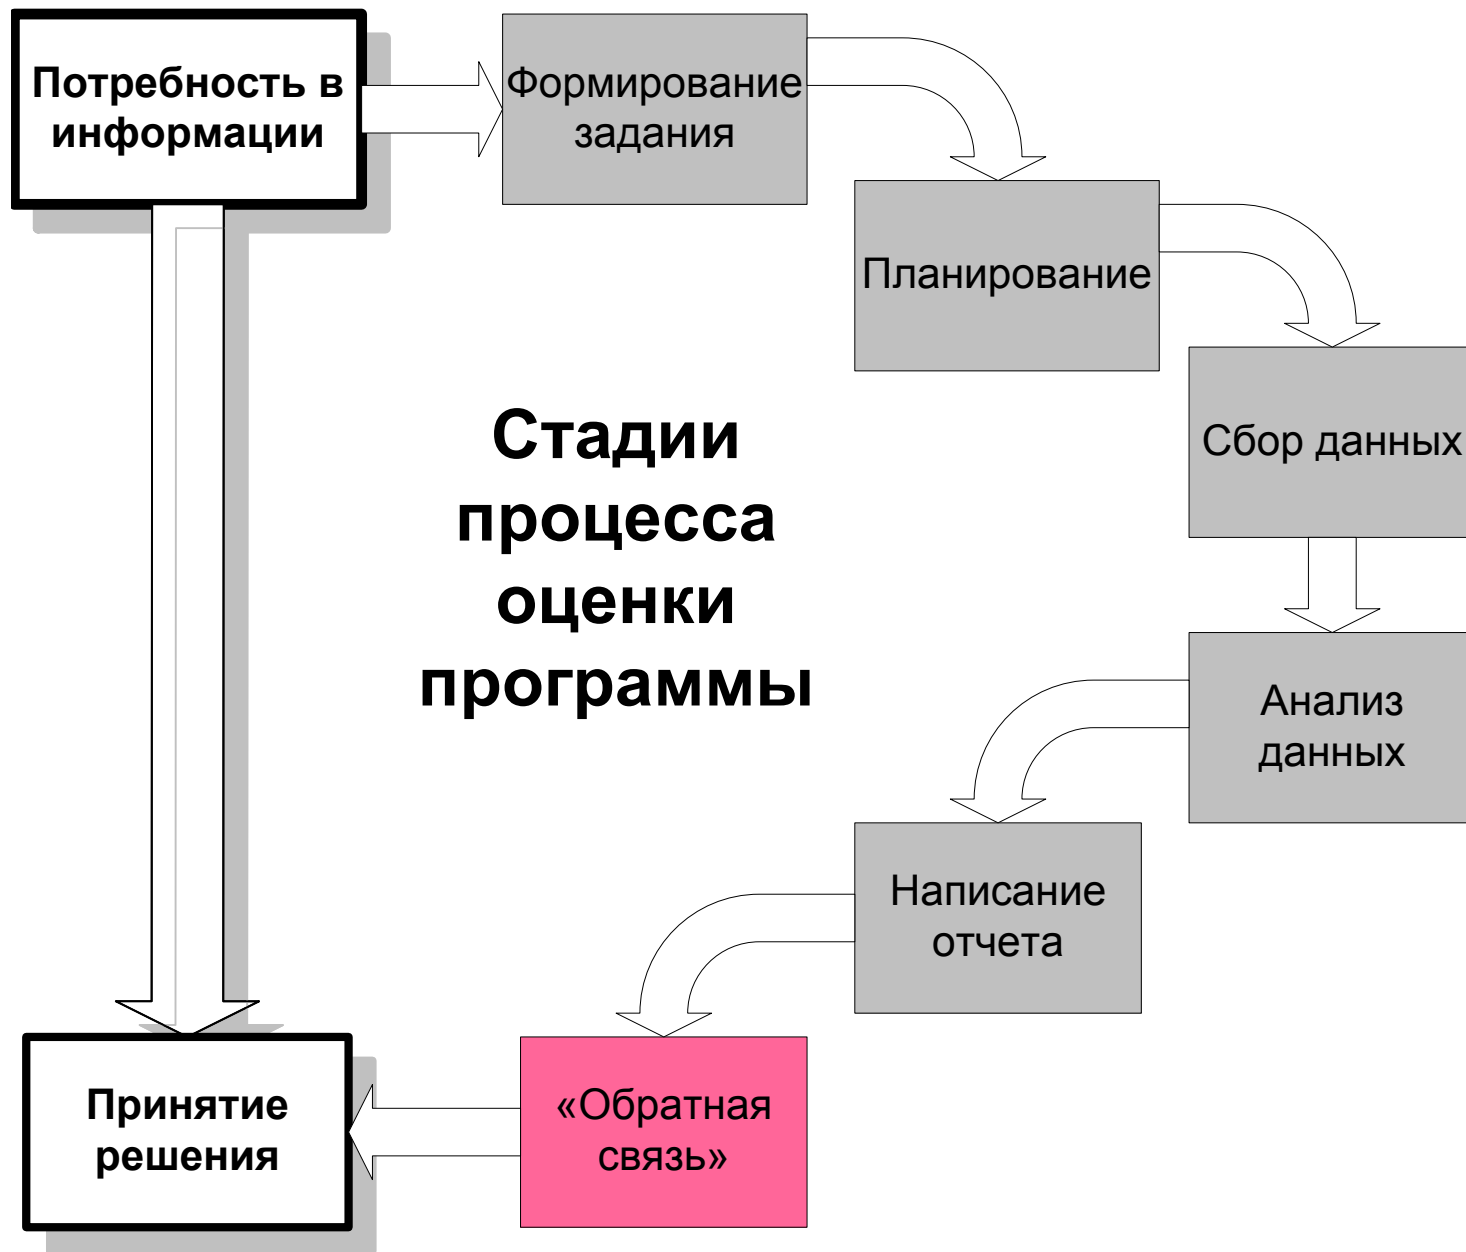 Потребность в
информации
Формирование
задания
Планирование
Сбор данных
Стадии
процесса
оценки
программы
Анализ
данных
Написание
отчета
«Обратная
связь»
Принятие
решения